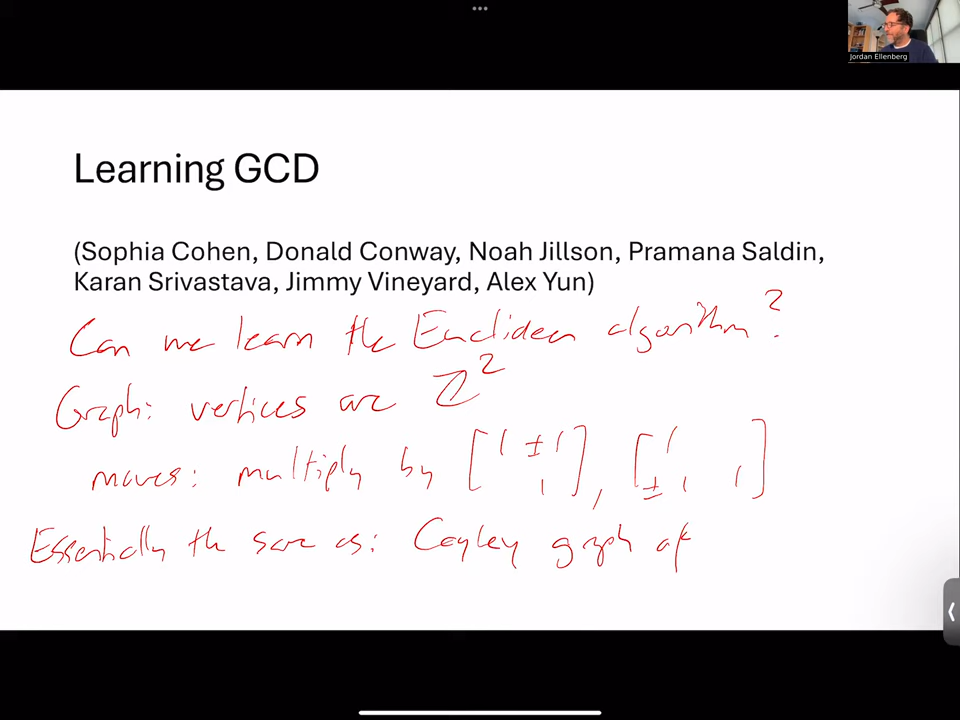 Jordan Ellenberg
Learning GCD
(Sophia Cohen, Donald Conway, Noah Jillson, Pramana Saldin,
Karan Srivastava, Jimmy Vineyard, Alex Yun)
Can we learn the Euclidean algorithm?
Graph: vertices are ℤ²
moves: multiply by [1 ±1; 1], [1; ±1 1]
Essentially the same as: Cayley graph of